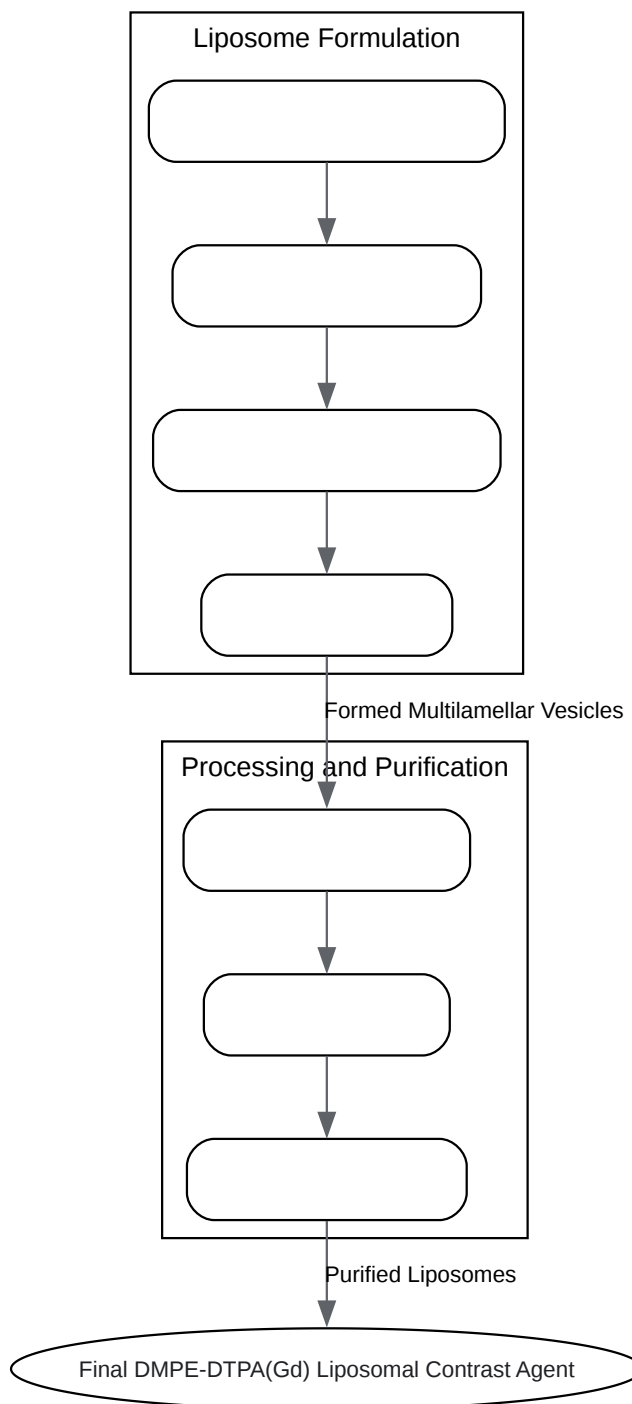 Liposome Formulation
Formed Multilamellar Vesicles
Processing and Purification
Purified Liposomes
Final DMPE-DTPA(Gd) Liposomal Contrast Agent